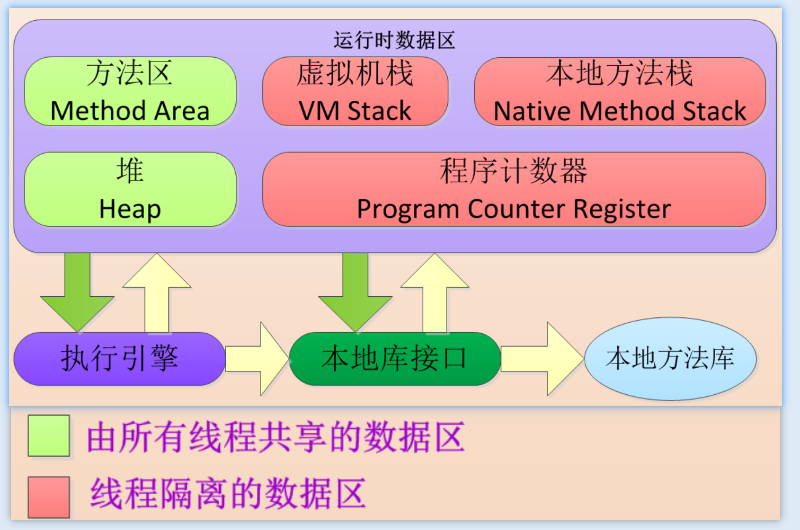 运行时数据区
方法区
Method Area
虚拟机栈
VM Stack
本地方法栈
Native Method Stack
堆
Heap
程序计数器
Program Counter Register
执行引擎
本地库接口
本地方法库
由所有线程共享的数据区
线程隔离的数据区